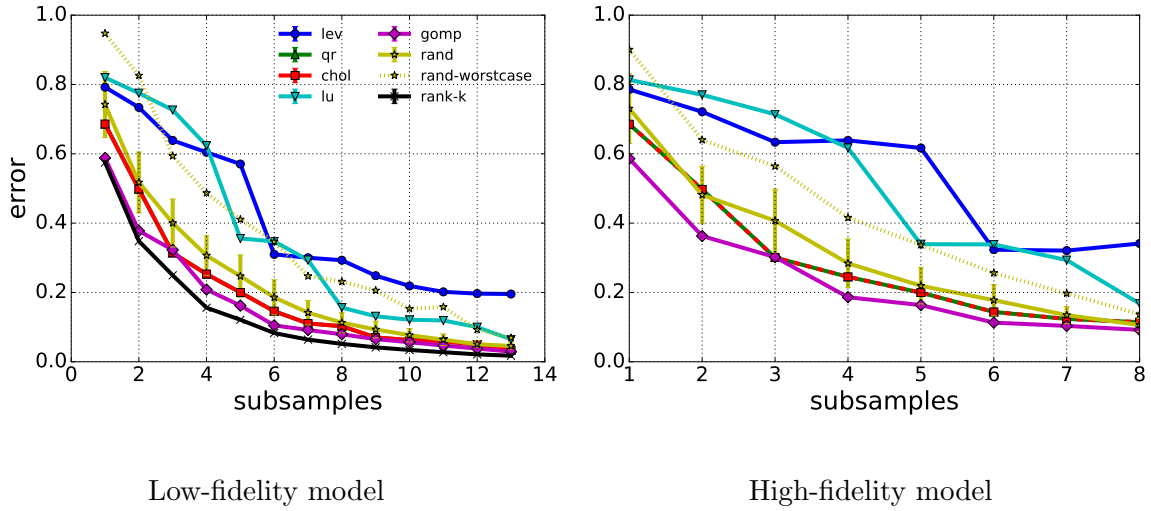 1.0
0.8
0.6
0.4
0.2
0.0
error
0 2 4 6 8 10 12 14
subsamples
lev
qr
chol
lu
gomp
rand
rand-worstcase
rank-k
Low-fidelity model
1.0
0.8
0.6
0.4
0.2
0.0
1 2 3 4 5 6 7 8
subsamples
High-fidelity model